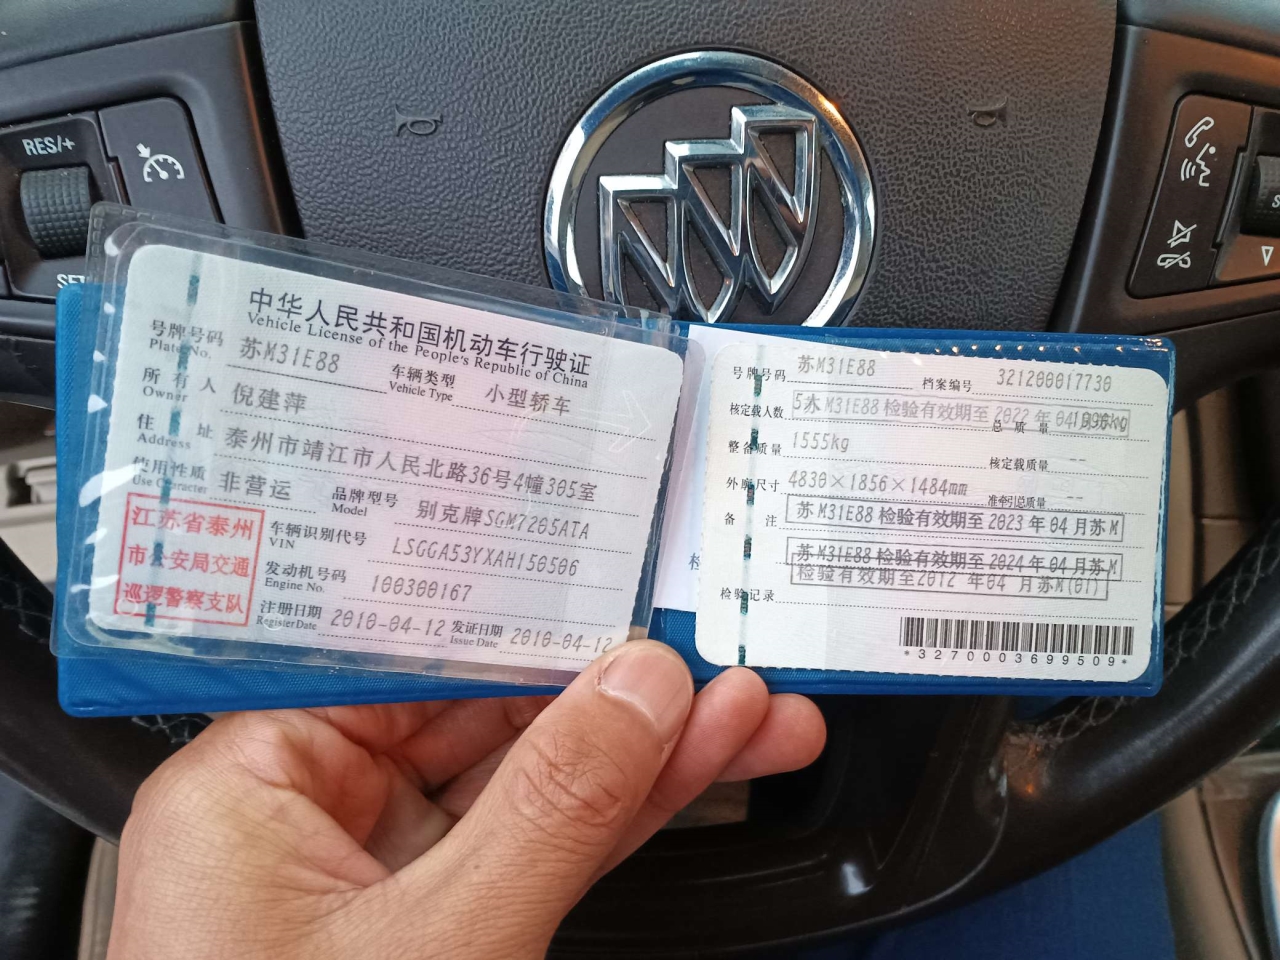 RES/+
SET
中华人民共和国机动车行驶证
Vehicle License of the People's Republic of China
号牌号码 苏M31E88 车辆类型 小型轿车
Plate No. Vehicle Type
所有人 倪建萍
Owner
住址 泰州市靖江市人民北路36号4幢305室
Address
使用性质 非营运 品牌型号 别克牌SGM7205ATA
Use Character Model
江苏省泰州
市公安局交通
巡逻警察支队
车辆识别代号 LSGGA53YXAH150506
VIN
发动机号码 100300167
Engine No.
注册日期 2010-04-12 发证日期 2010-04-12
Register Date Issue Date
号牌号码 苏M31E88 档案编号 321200017730
核定载人数 5人 总质量
苏M31E88检验有效期至2022年04
整备质量 1555kg 核定载质量 --
外廓尺寸 4830×1856×1484mm 准牵引总质量 --
备注 苏M31E88检验有效期至2023年04月苏M
苏M31E88检验有效期至2024年04月苏M
检验有效期至2012年04月苏M(01)
检验记录
*3270003699509*